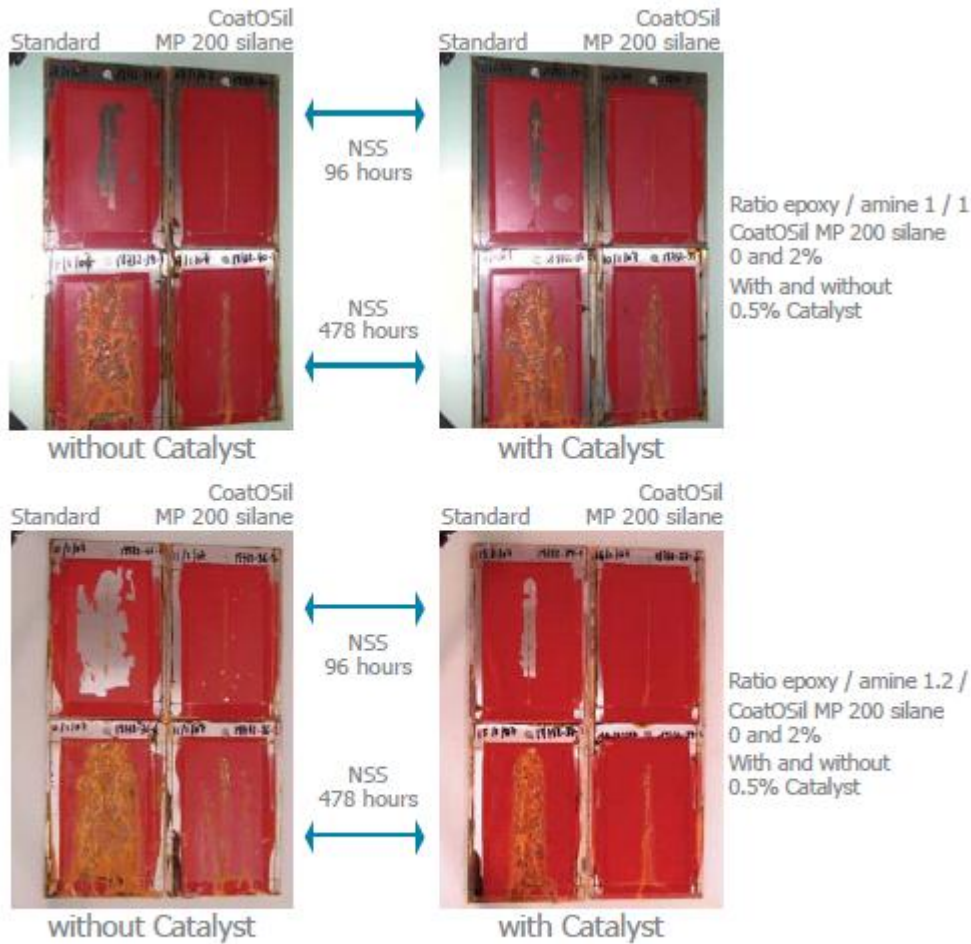 CoatOSil
Standard MP 200 silane
CoatOSil
Standard MP 200 silane
NSS
96 hours
NSS
478 hours
Ratio epoxy / amine 1 / 1
CoatOSil MP 200 silane
0 and 2%
With and without
0.5% Catalyst
without Catalyst
with Catalyst
CoatOSil
Standard MP 200 silane
CoatOSil
Standard MP 200 silane
NSS
96 hours
NSS
478 hours
Ratio epoxy / amine 1.2 /
CoatOSil MP 200 silane
0 and 2%
With and without
0.5% Catalyst
without Catalyst
with Catalyst